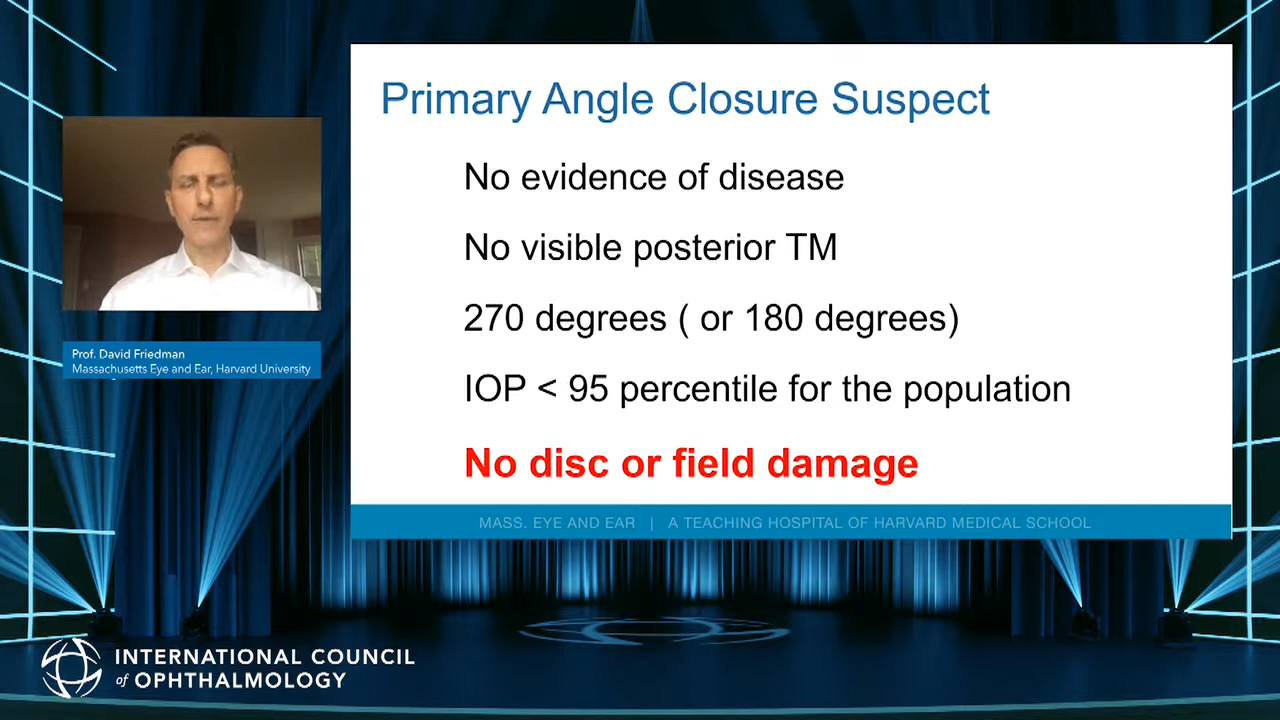 Primary Angle Closure Suspect
No evidence of disease
No visible posterior TM
270 degrees ( or 180 degrees)
IOP < 95 percentile for the population
No disc or field damage
MASS. EYE AND EAR | A TEACHING HOSPITAL OF HARVARD MEDICAL SCHOOL
Prof. David Friedman
Massachusetts Eye and Ear, Harvard University
INTERNATIONAL COUNCIL
of OPHTHALMOLOGY